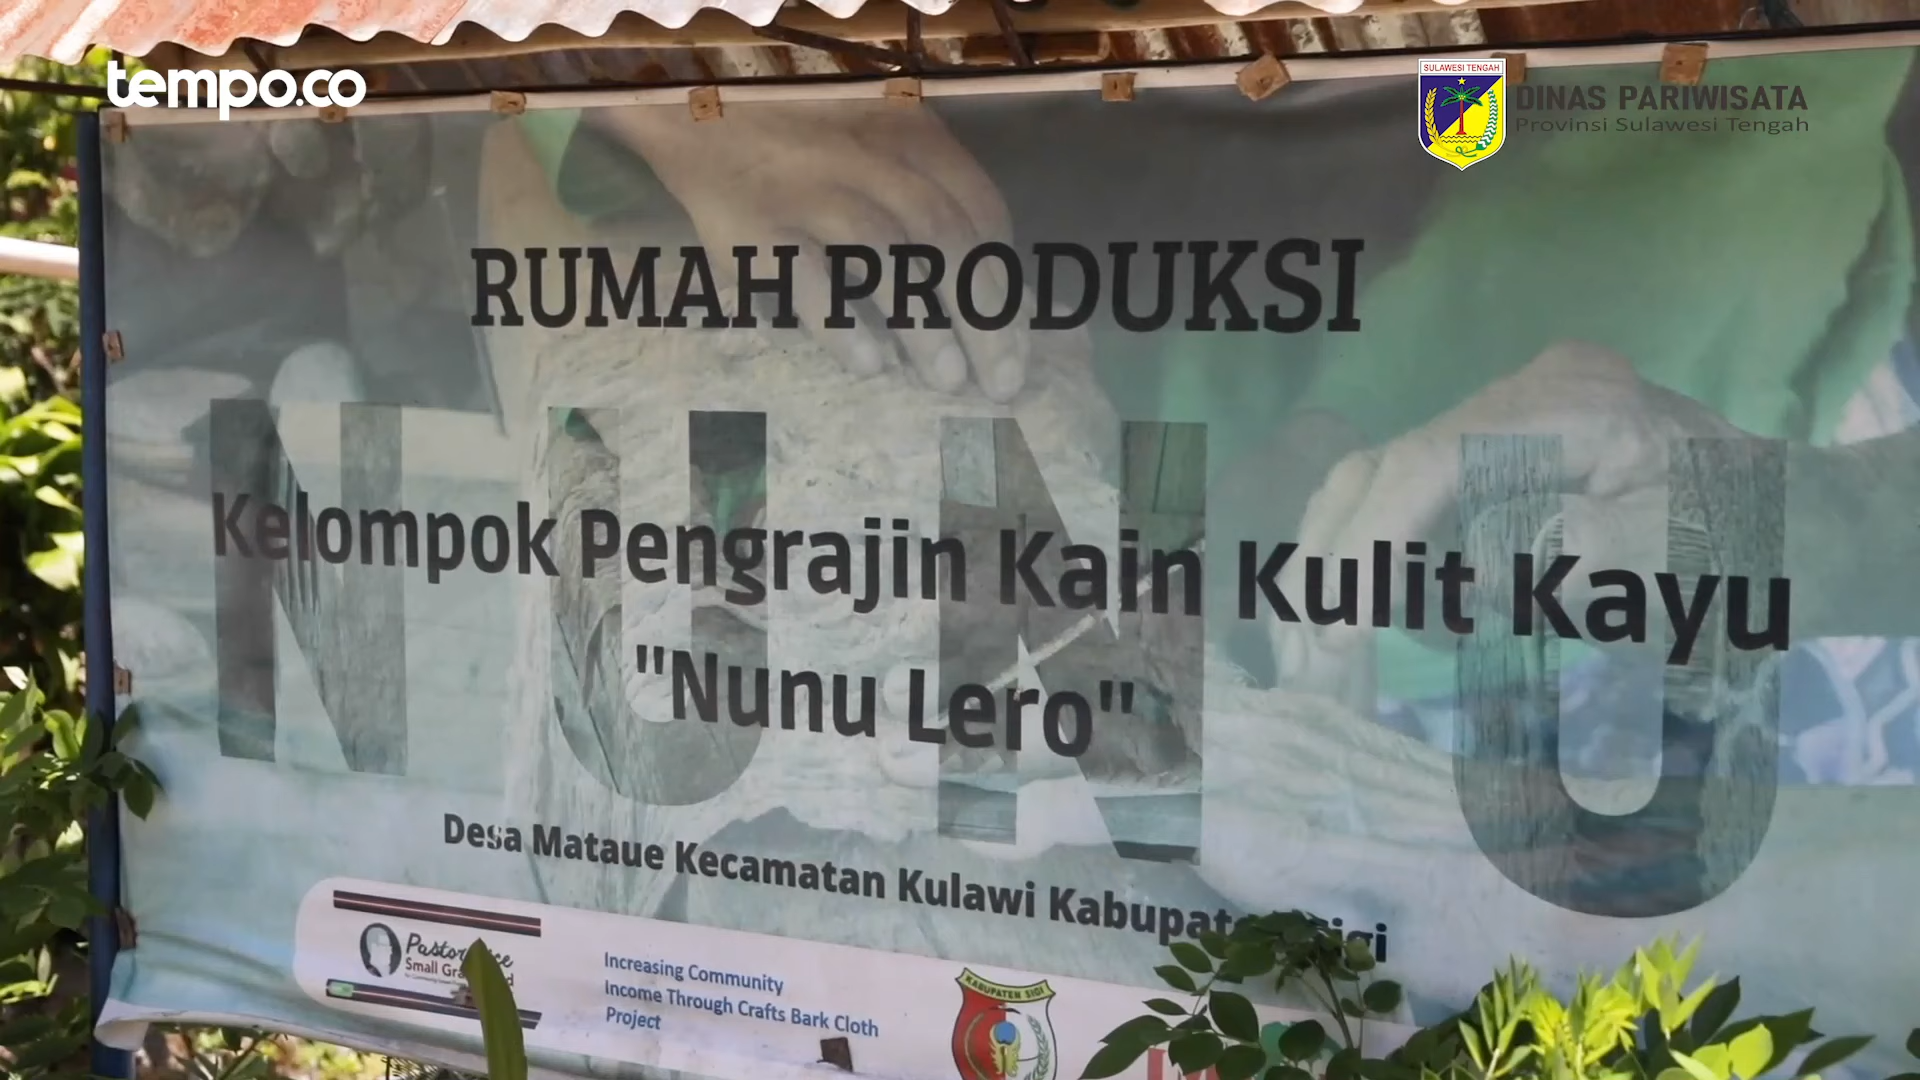 tempo.co
SULAWESI TENGAH
DINAS PARIWISATA
Provinsi Sulawesi Tengah
RUMAH PRODUKSI
NUNU
Kelompok Pengrajin Kain Kulit Kayu
"Nunu Lero"
Desa Mataue Kecamatan Kulawi
Small
Increasing Community
Income Through Crafts Bark Cloth
Project
KABUPATEN SIGI